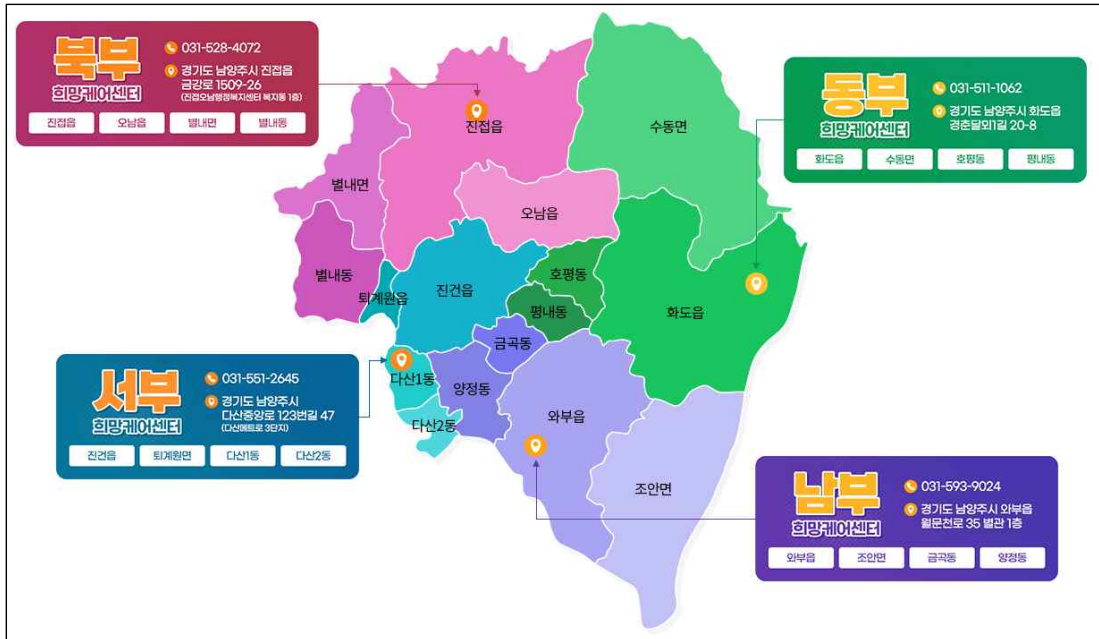 북부
희망케어센터
031-528-4072
경기도 남양주시 진접읍
금강로 1509-26
(진접오남행정복지센터 복지동 1층)
진접읍 오남읍 별내면 별내동
동부
희망케어센터
031-511-1062
경기도 남양주시 화도읍
경춘달외1길 20-8
화도읍 수동면 호평동 평내동
진접읍
수동면
별내면
오남읍
별내동
퇴계원읍
진건읍
호평동
평내동
화도읍
금곡동
다산1동
양정동
다산2동
와부읍
조안면
서부
희망케어센터
031-551-2645
경기도 남양주시
다산중앙로 123번길 47
(다산메트로 3단지)
진건읍 퇴계원면 다산1동 다산2동
남부
희망케어센터
031-593-9024
경기도 남양주시 와부읍
월문천로 35 별관 1층
와부읍 조안면 금곡동 양정동